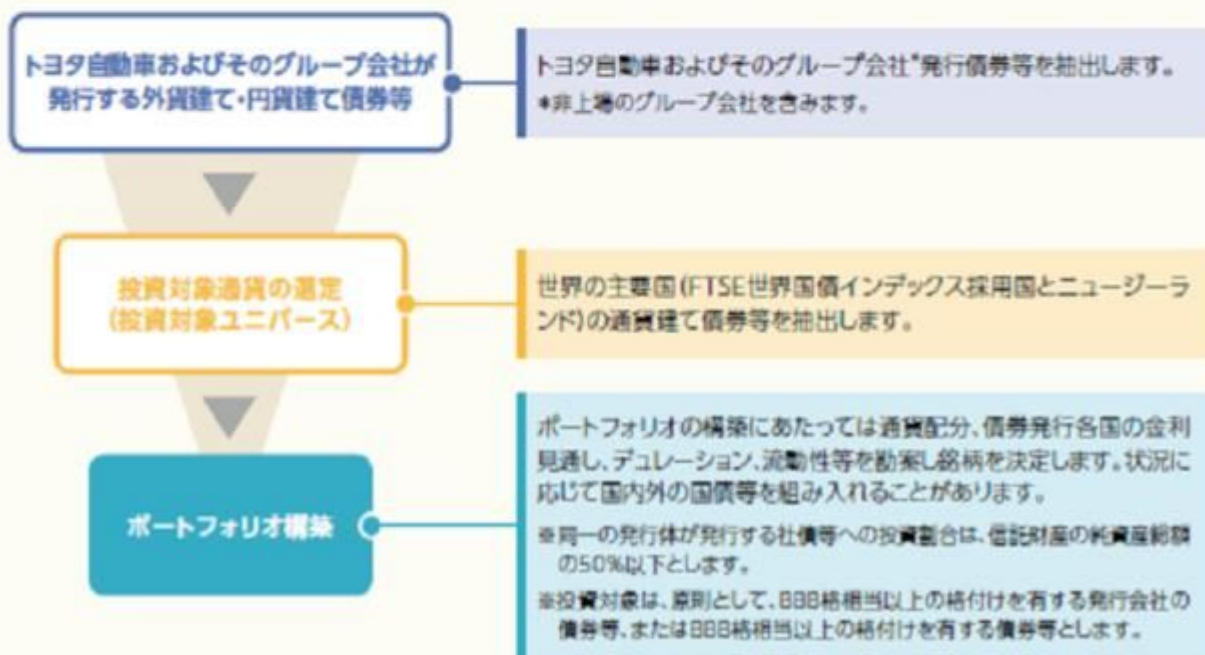 トヨタ自動車およびそのグループ会社が
発行する外貨建て・円貨建て債券等
トヨタ自動車およびそのグループ会社*発行債券等を抽出します。
*非上場のグループ会社を含みます。
投資対象通貨の選定
(投資対象ユニバース)
世界の主要国(FTSE世界国債インデックス採用国とニュージーラ
ンド)の通貨建て債券等を抽出します。
ポートフォリオ構築
ポートフォリオの構築にあたっては通貨配分、債券発行各国の金利
見通し、デュレーション、流動性等を勘案し銘柄を決定します。状況に
応じて国内外の国債等を組み入れることがあります。
※同一の発行体が発行する社債等への投資割合は、信託財産の純資産総額
の50%以下とします。
※投資対象は、原則として、BBB格相当以上の格付けを有する発行会社の
債券等、またはBBB格相当以上の格付けを有する債券等とします。